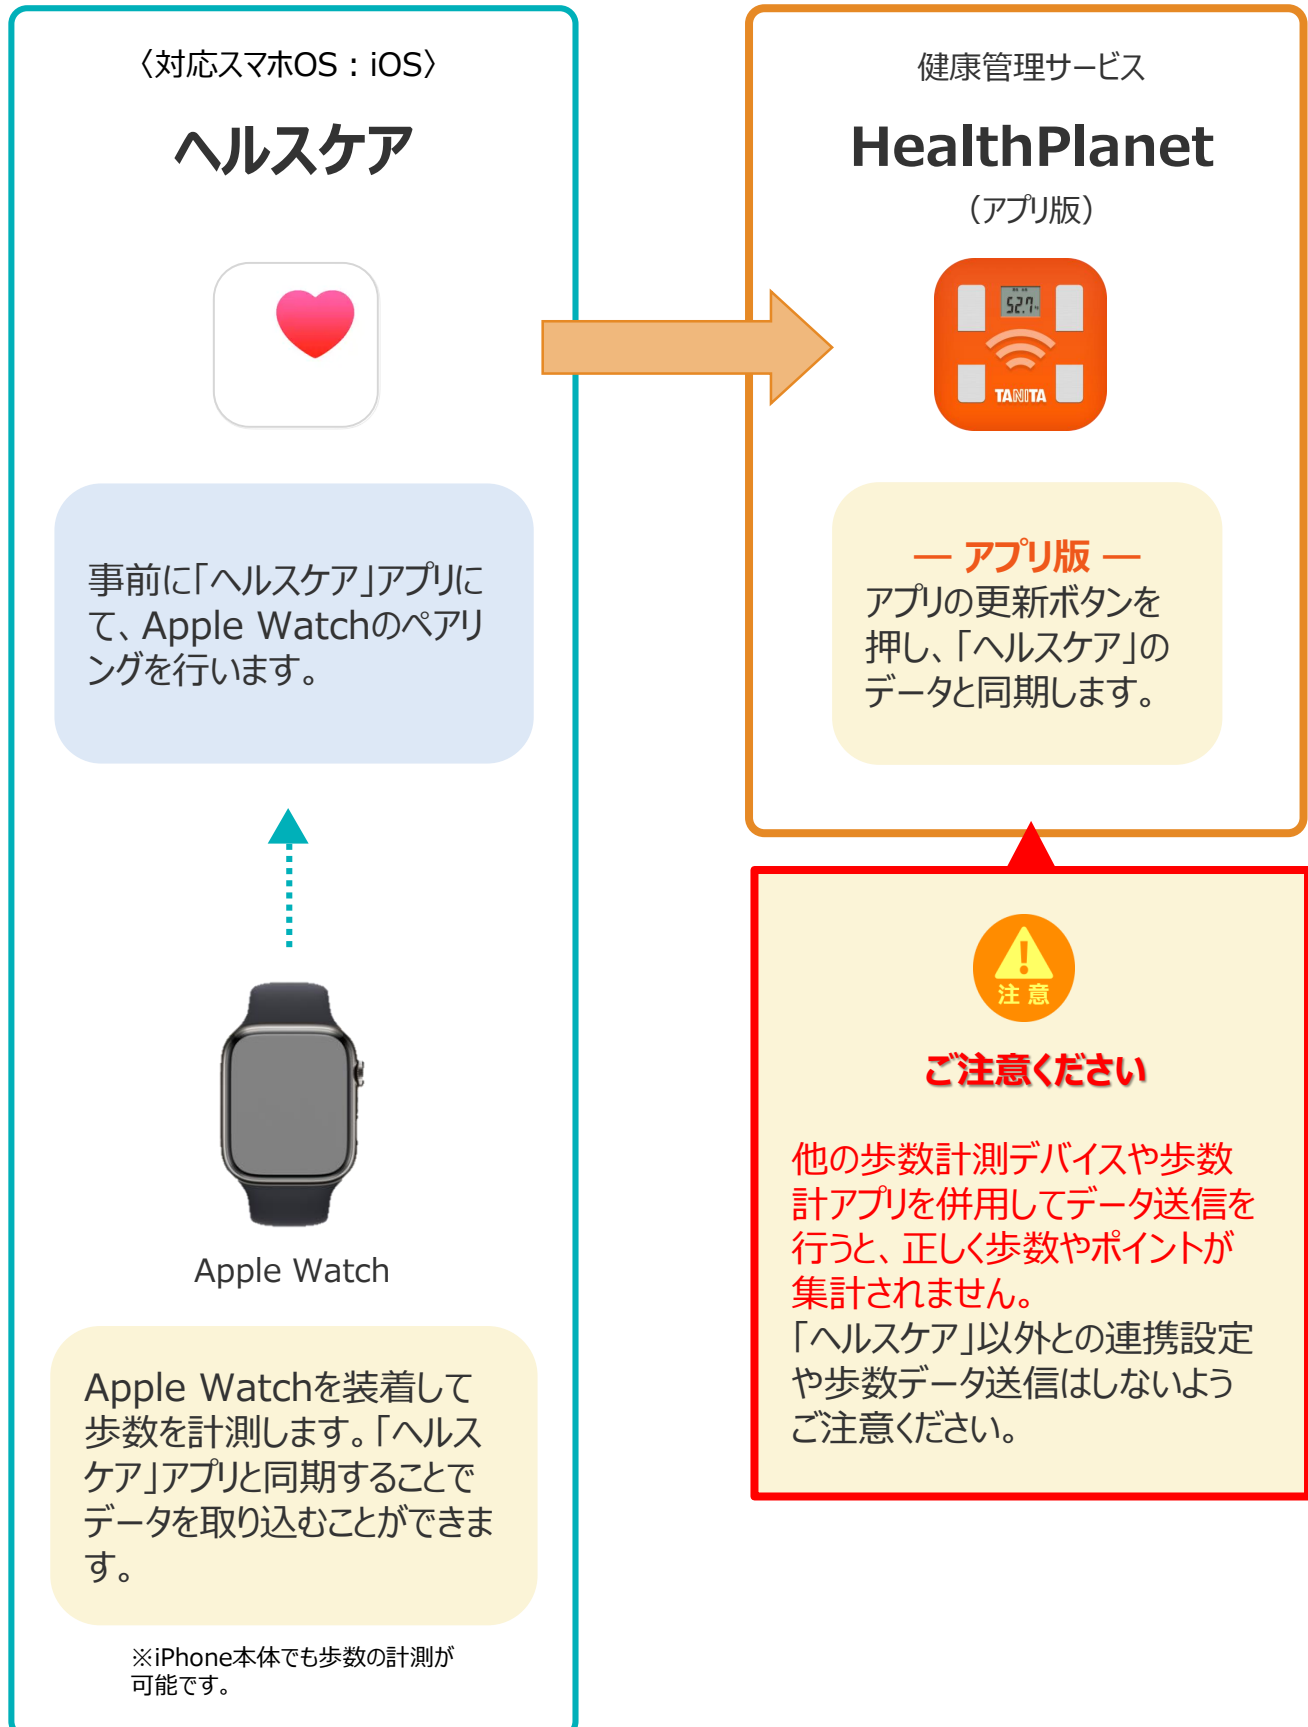 〈対応スマホOS：iOS〉
ヘルスケア
事前に「ヘルスケア」アプリに
て、Apple Watchのペアリ
ングを行います。
Apple Watch
Apple Watchを装着して
歩数を計測します。「ヘルス
ケア」アプリと同期することで
データを取り込むことができま
す。
※iPhone本体でも歩数の計測が
可能です。
健康管理サービス
HealthPlanet
（アプリ版）
52.7
TANITA
― アプリ版 ―
アプリの更新ボタンを
押し、「ヘルスケア」の
データと同期します。
注意
ご注意ください
他の歩数計測デバイスや歩数
計アプリを併用してデータ送信を
行うと、正しく歩数やポイントが
集計されません。
「ヘルスケア」以外との連携設定
や歩数データ送信はしないよう
ご注意ください。